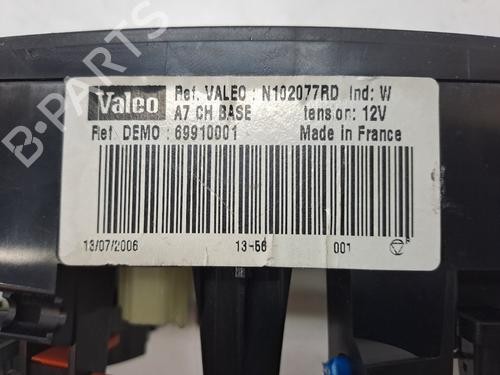 Valeo
Ref. VALEO : N102077RD Ind: W
A7 CH BASE tension: 12V
Ref DEMO : 69910001 Made in France
13/07/2006 13-56 001
B-PARTS